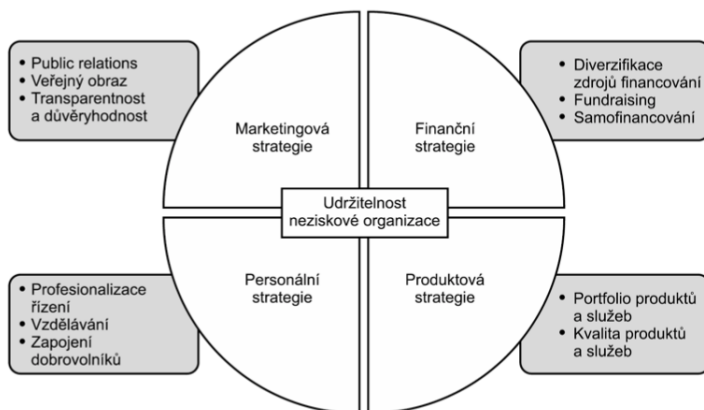 • Public relations
• Veřejný obraz
• Transparentnost
a důvěryhodnost
• Diverzifikace
zdrojů financování
• Fundraising
• Samofinancování
Marketingová
strategie
Finanční
strategie
Udržitelnost
neziskové organizace
Personální
strategie
Produktová
strategie
• Profesionalizace
řízení
• Vzdělávání
• Zapojení
dobrovolníků
• Portfolio produktů
a služeb
• Kvalita produktů
a služeb